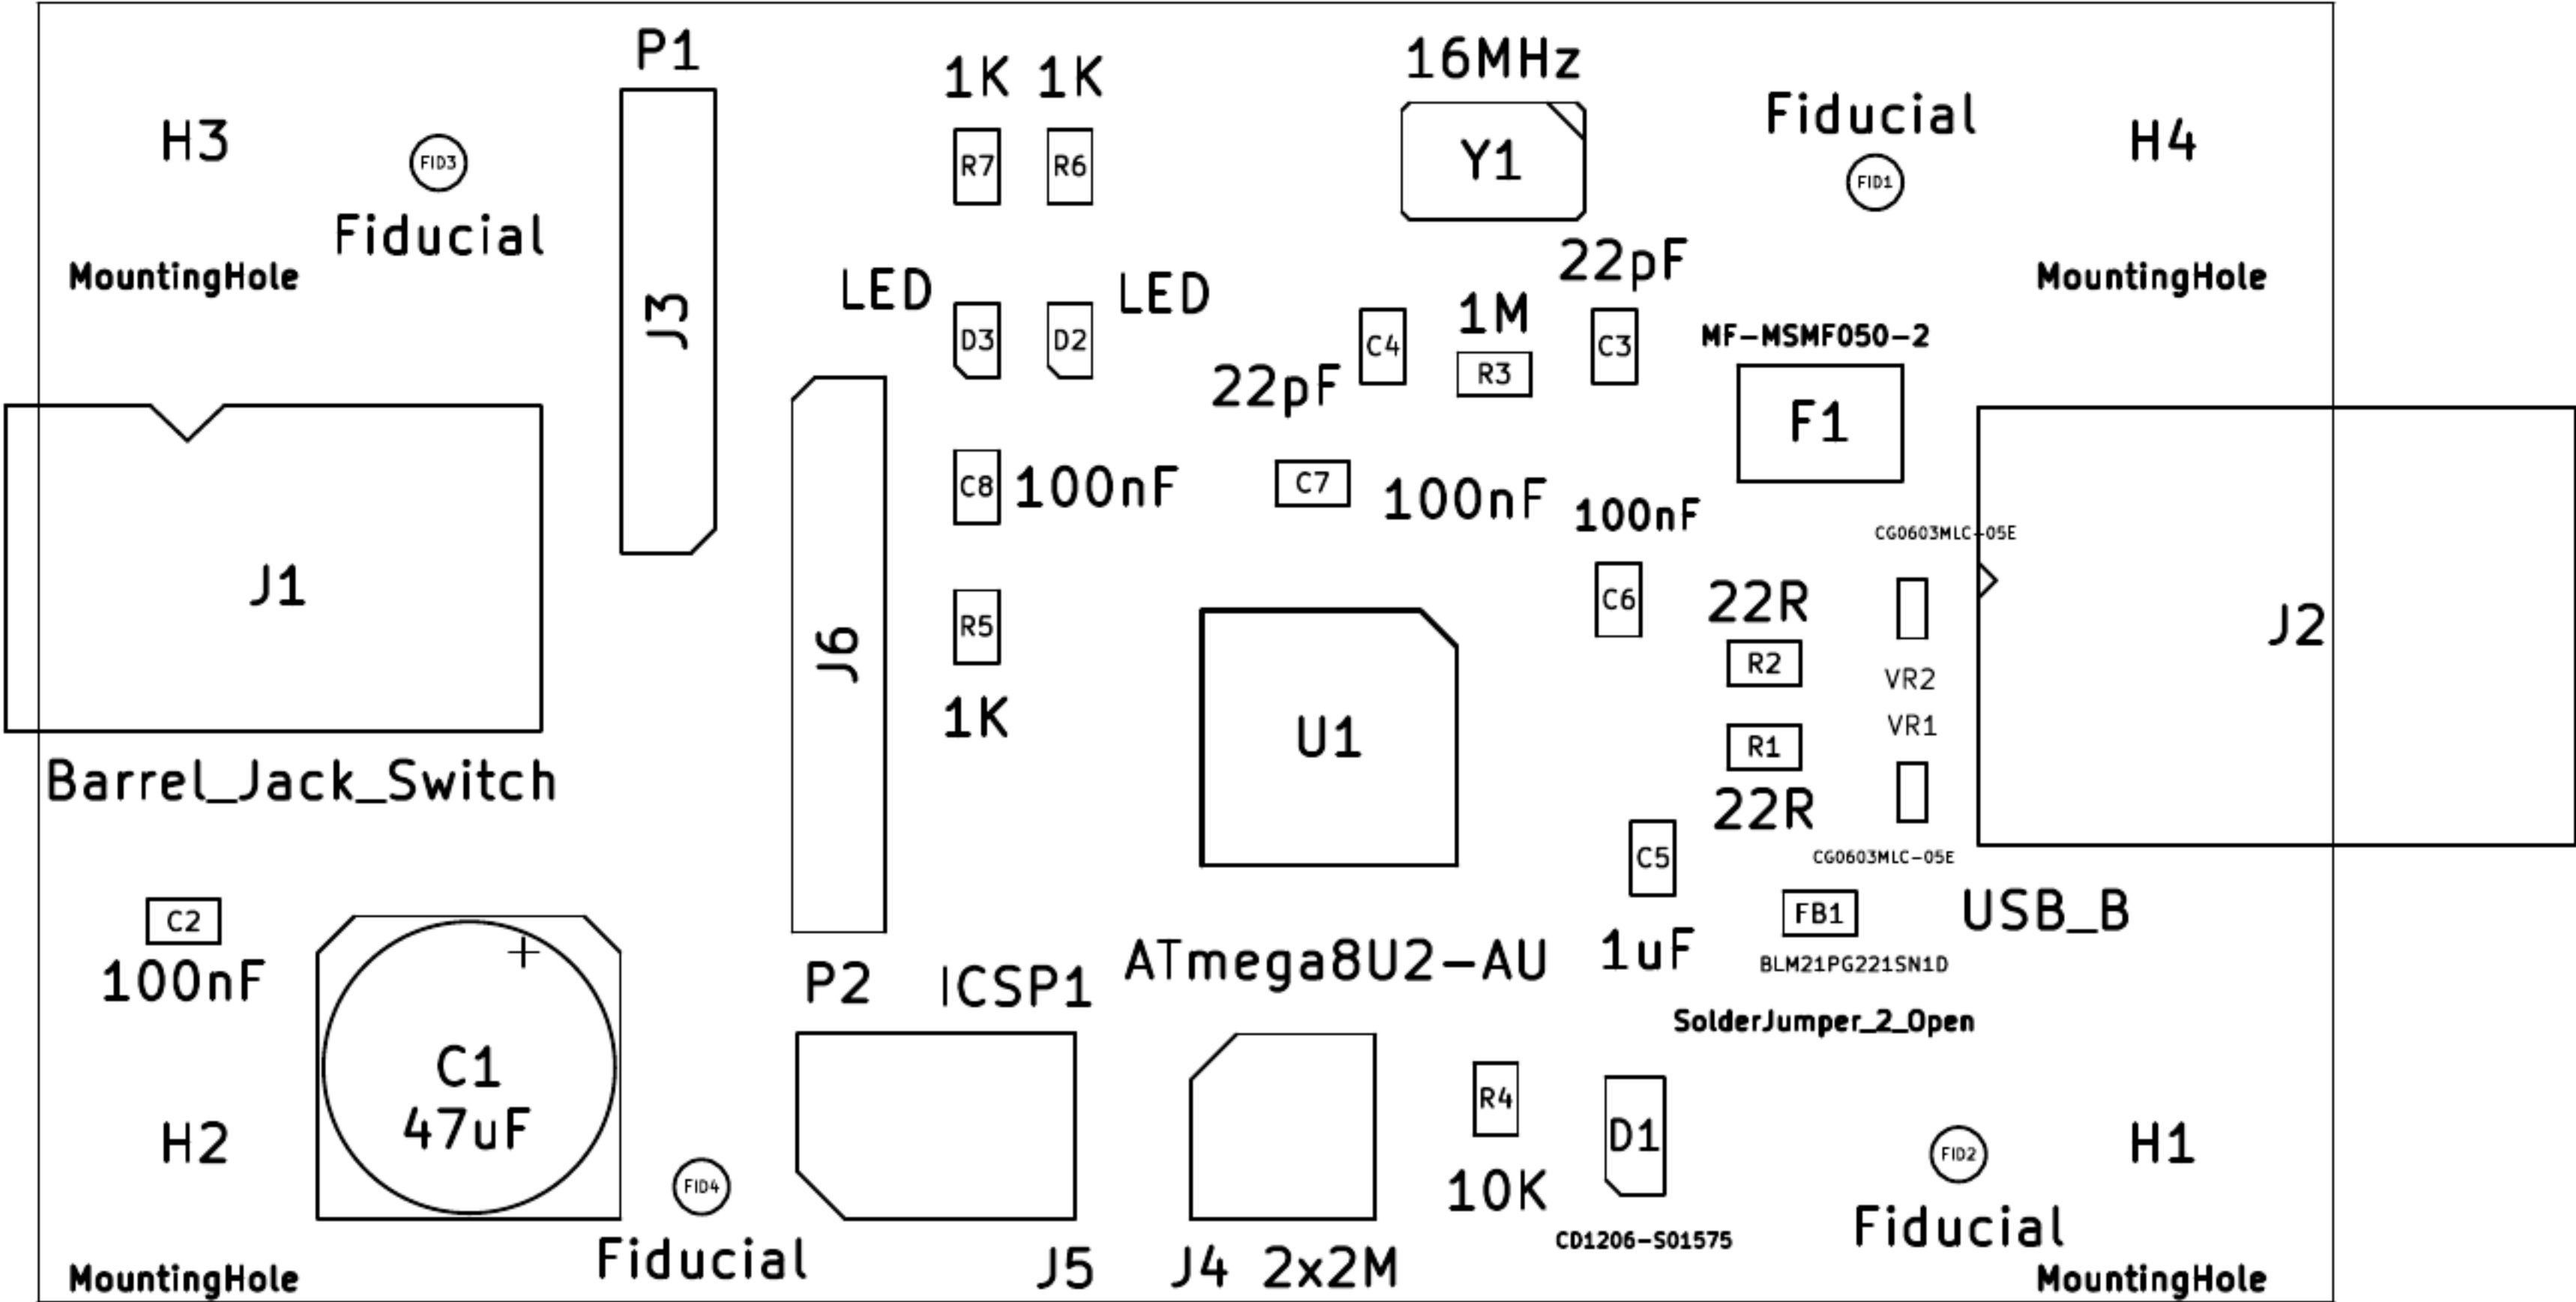 P1
1K 1K
16MHz
Fiducial
H3
FID3
R7
R6
Y1
FID1
H4
Fiducial
MountingHole
J3
LED
D3
D2
LED
22pF
1M
22pF
C4
R3
C3
MountingHole
MF-MSMF050-2
F1
C8
100nF
C7
100nF
100nF
CG0603MLC-05E
J1
R5
J6
1K
C6
22R
R2
VR2
J2
U1
VR1
R1
22R
Barrel_Jack_Switch
C5
CG0603MLC-05E
C2
100nF
FB1
USB_B
P2
ICSP1
ATmega8U2-AU
1uF
BLM21PG221SN1D
SolderJumper_2_Open
C1
47uF
R4
D1
H2
FID4
10K
FID2
H1
Fiducial
CD1206-S01575
Fiducial
MountingHole
J5
J4 2x2M
MountingHole